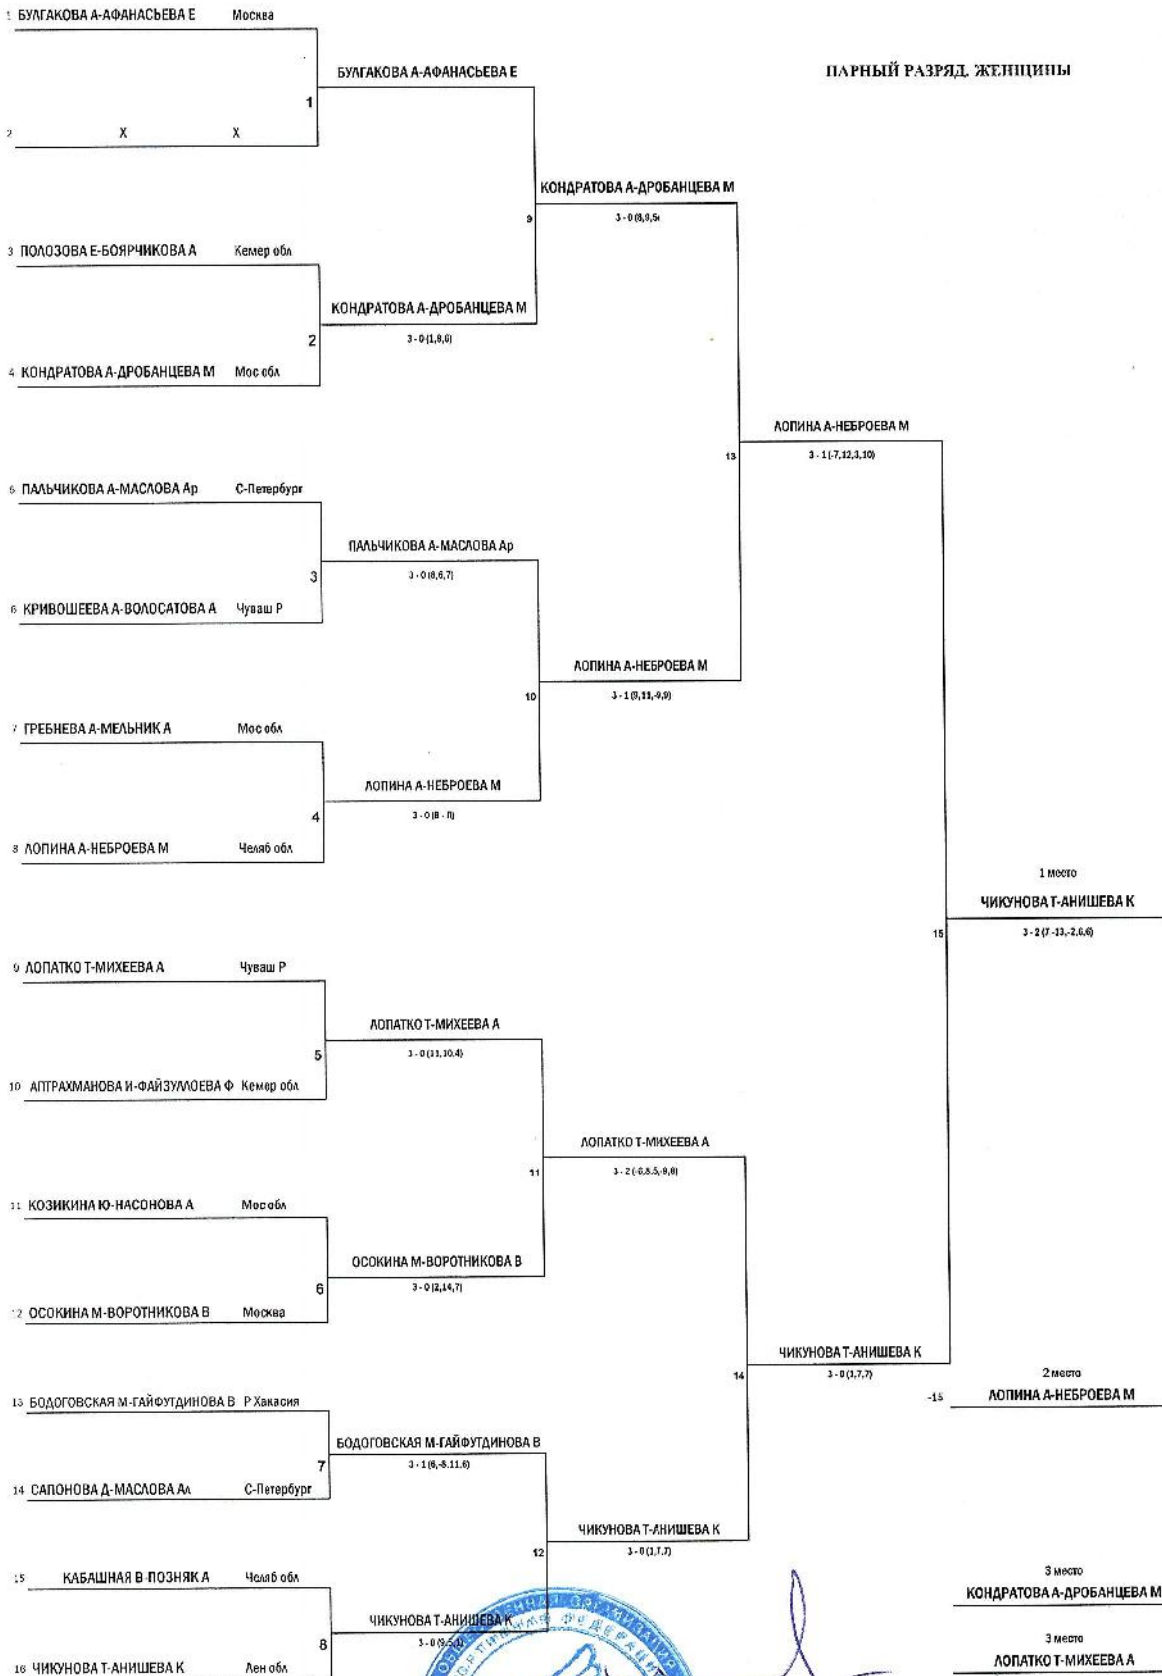 1 БУЛГАКОВА А-АФАНАСЬЕВА Е Москва
ПАРНЫЙ РАЗРЯД. ЖЕНЩИНЫ
БУЛГАКОВА А-АФАНАСЬЕВА Е
1
2 X X
КОНДРАТОВА А-ДРОБАНЦЕВА М
9
3 - 0 (8,9,5)
3 ПОЛОЗОВА Е-БОЯРЧИКОВА А Кемер обл
КОНДРАТОВА А-ДРОБАНЦЕВА М
2
4 КОНДРАТОВА А-ДРОБАНЦЕВА М Мос обл
ЛОПИНА А-НЕБРОЕВА М
13
3 - 1 (-7,12,3,10)
5 ПАЛЬЧИКОВА А-МАСЛОВА Ар С-Петербург
ПАЛЬЧИКОВА А-МАСЛОВА Ар
3
6 КРИВОШЕЕВА А-ВОЛОСАТОВА А Чуваш Р
ЛОПИНА А-НЕБРОЕВА М
10
3 - 1 (9,11,-9,9)
7 ГРЕБНЕВА А-МЕЛЬНИК А Мос обл
ЛОПИНА А-НЕБРОЕВА М
4
8 ЛОПИНА А-НЕБРОЕВА М Челяб обл
1 место
ЧИКУНОВА Т-АНИШЕВА К
15
3 - 2 (7 -13,-2,6,6)
9 ЛОПАТКО Т-МИХЕЕВА А Чуваш Р
ЛОПАТКО Т-МИХЕЕВА А
5
3 - 0 (11,10,4)
10 АПТРАХМАНОВА И-ФАЙЗУЛЛОЕВА Ф Кемер обл
ЛОПАТКО Т-МИХЕЕВА А
11
3 - 2 (-6,8,5,-9,8)
11 КОЗИКИНА Ю-НАСОНОВА А Мос обл
ОСОКИНА М-ВОРОТНИКОВА В
6
3 - 0 (2,14,7)
12 ОСОКИНА М-ВОРОТНИКОВА В Москва
ЧИКУНОВА Т-АНИШЕВА К
14
3 - 0 (3,7,7)
2 место
-15 ЛОПИНА А-НЕБРОЕВА М
13 БОДОГОВСКАЯ М-ГАЙФУТДИНОВА В Р Хакасия
БОДОГОВСКАЯ М-ГАЙФУТДИНОВА В
7
3 - 1 (6,-8,11,6)
14 САПОНОВА Д-МАСЛОВА Ал С-Петербург
ЧИКУНОВА Т-АНИШЕВА К
12
3 - 0 (1,7,7)
15 КАБАШНАЯ В-ПОЗНЯК А Челяб обл
3 место
КОНДРАТОВА А-ДРОБАНЦЕВА М
ЧИКУНОВА Т-АНИШЕВА К
8
3 место
16 ЧИКУНОВА Т-АНИШЕВА К Лен обл
ЛОПАТКО Т-МИХЕЕВА А